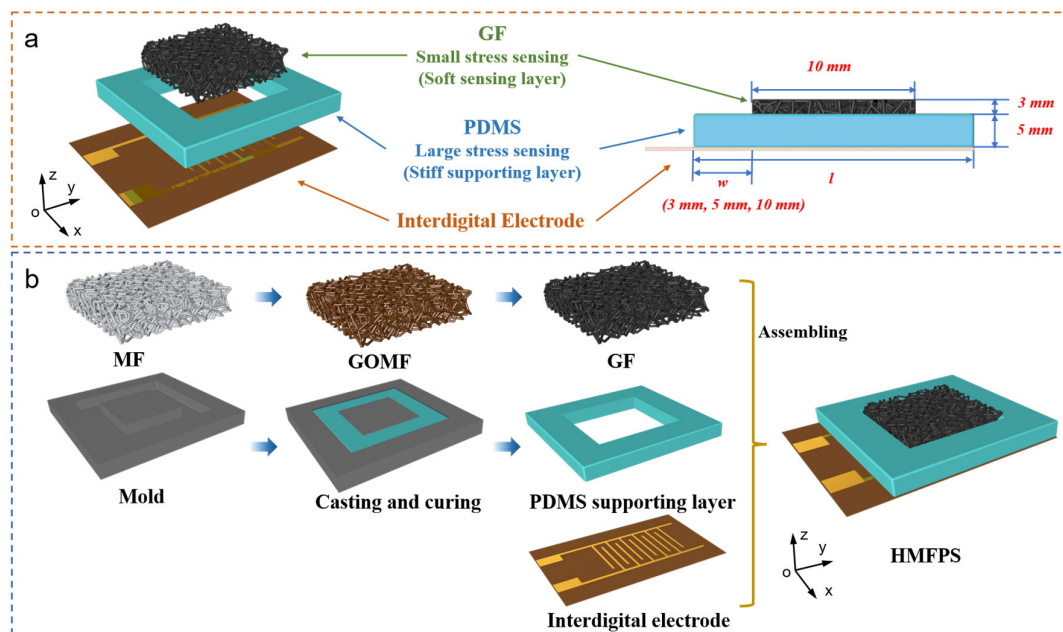 a
GF
Small stress sensing
(Soft sensing layer)
PDMS
Large stress sensing
(Stiff supporting layer)
Interdigital Electrode
z
y
o
x
10 mm
3 mm
5 mm
w
l
(3 mm, 5 mm, 10 mm)
b
MF
GOMF
GF
Assembling
Mold
Casting and curing
PDMS supporting layer
Interdigital electrode
HMFPS
z
y
o
x